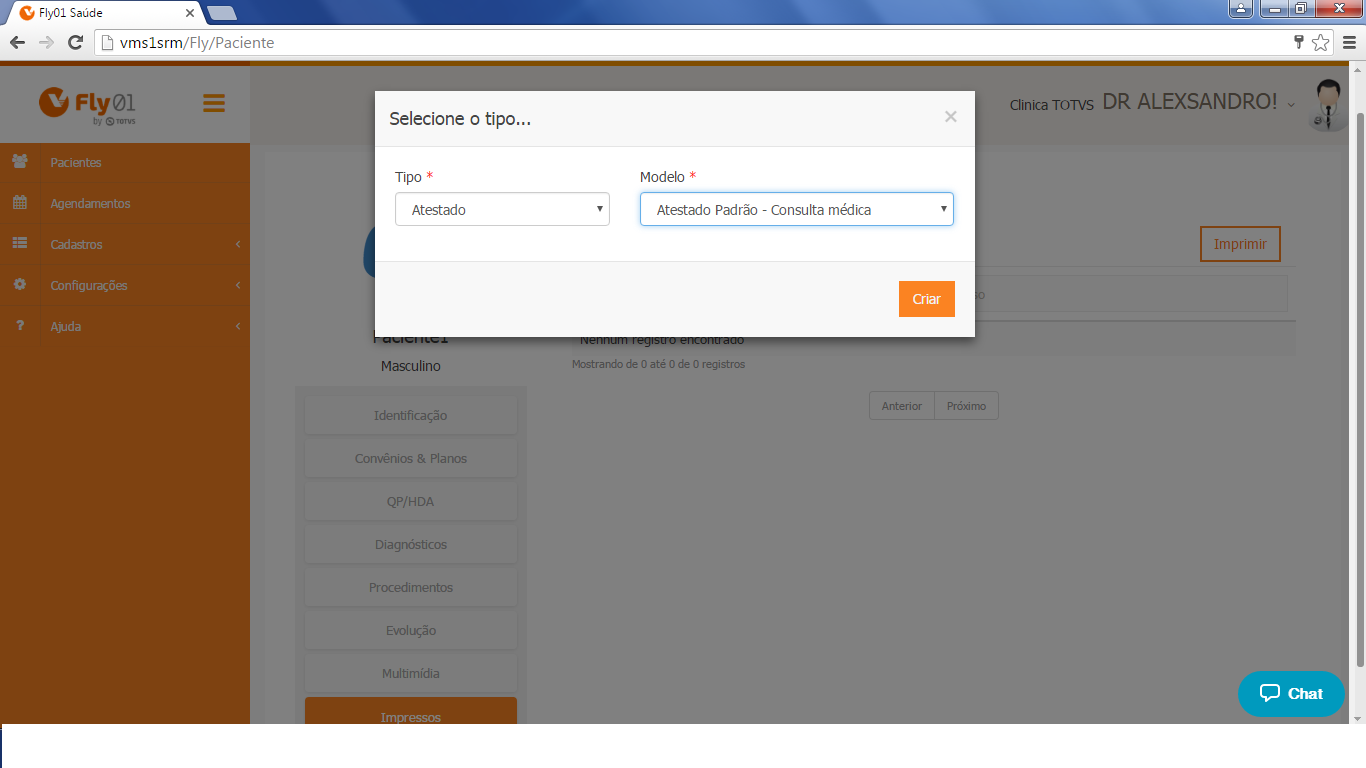 Fly01 Saúde
vms1srm/Fly/Paciente
Fly01
by TOTVS
Clinica TOTVS DR ALEXSANDRO!
Pacientes
Agendamentos
Cadastros
Configurações
Ajuda
Selecione o tipo...
Tipo *
Modelo *
Atestado
Atestado Padrão - Consulta médica
Criar
Imprimir
Paciente1
Masculino
Nenhum registro encontrado
Mostrando de 0 até 0 de 0 registros
Anterior
Próximo
Identificação
Convênios & Planos
QP/HDA
Diagnósticos
Procedimentos
Evolução
Multimídia
Impressos
Chat